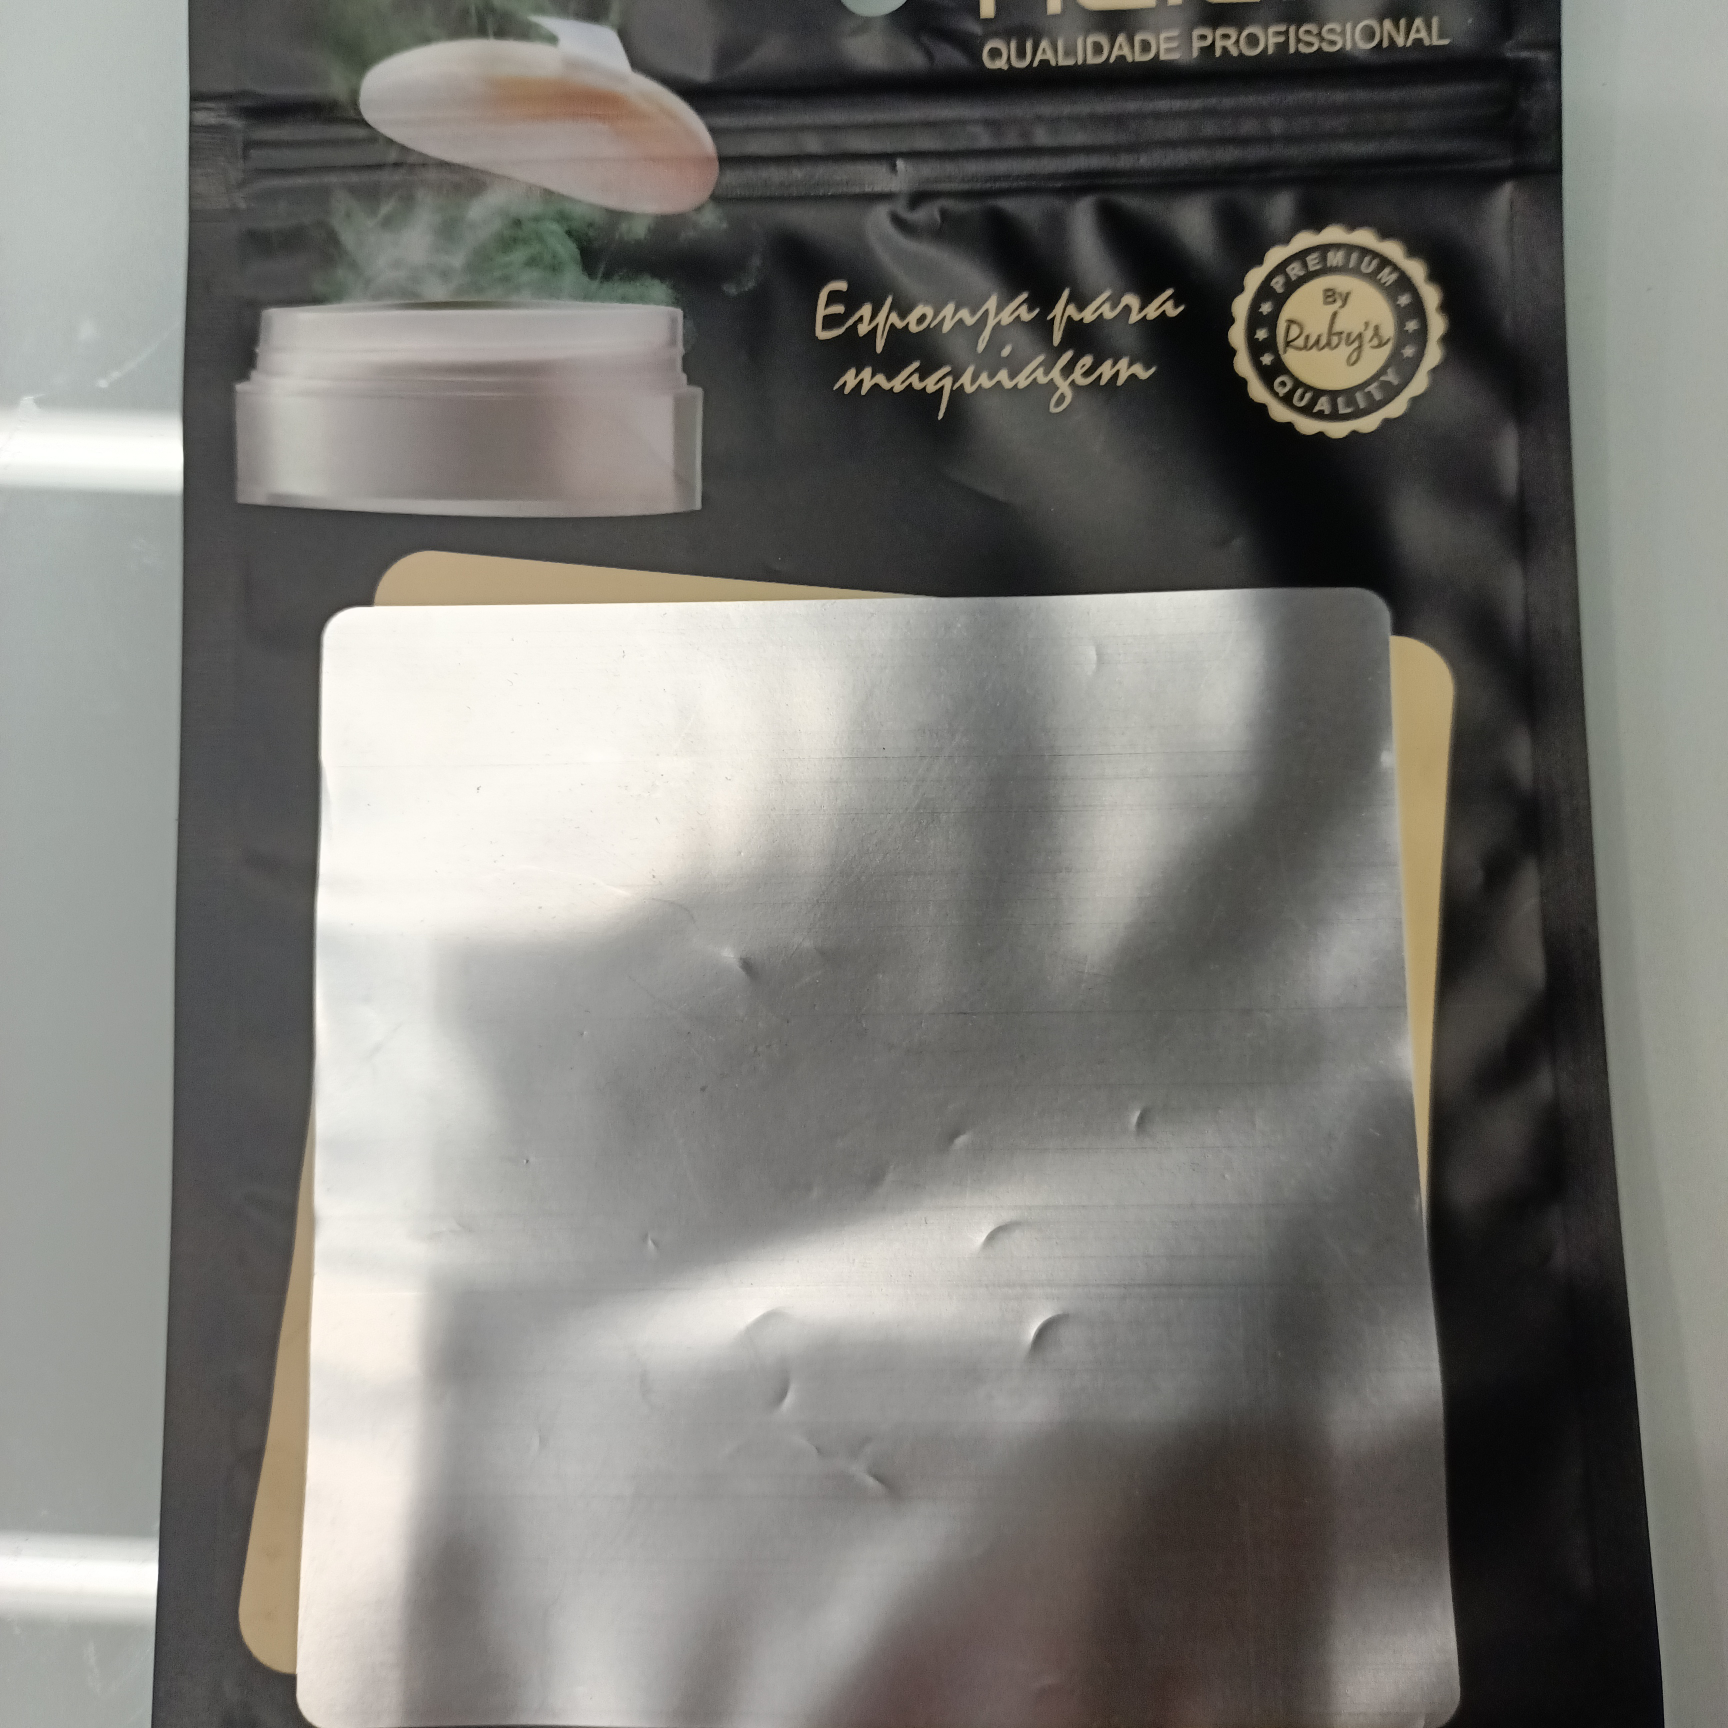 QUALIDADE PROFISSIONAL
Esponja para
maquiagem
PREMIUM
By
Ruby's
QUALITY